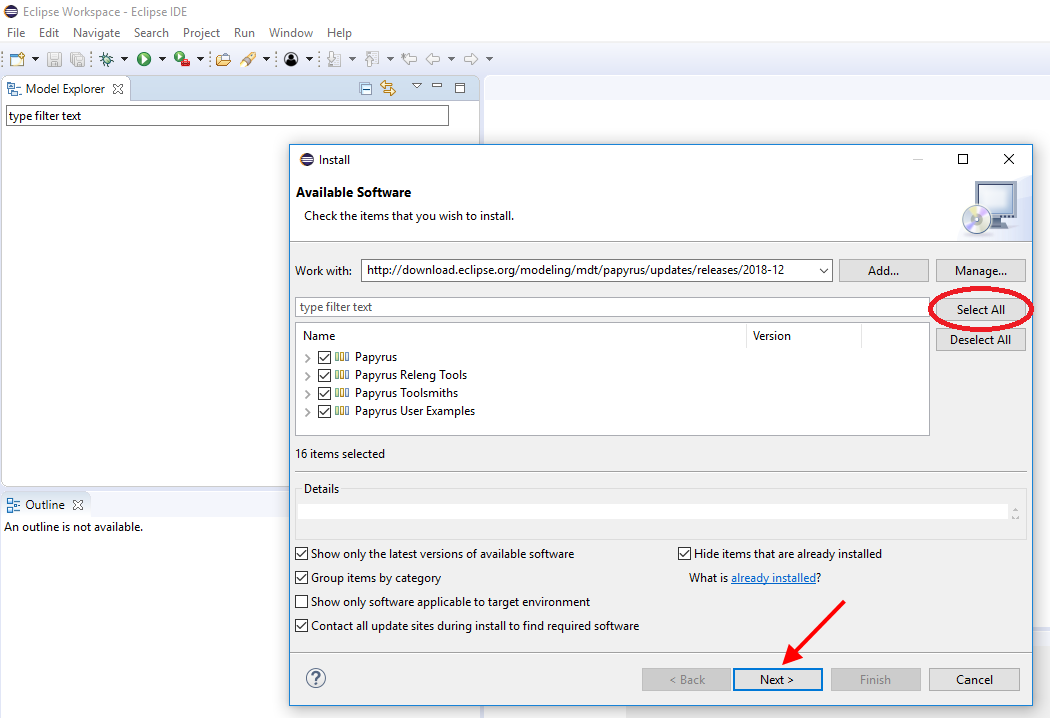 Eclipse Workspace - Eclipse IDE
File Edit Navigate Search Project Run Window Help
Model Explorer
type filter text
Install
Available Software
Check the items that you wish to install.
Work with: http://download.eclipse.org/modeling/mdt/papyrus/updates/releases/2018-12 Add... Manage...
type filter text Select All
Name Version Deselect All
Papyrus
Papyrus Releng Tools
Papyrus Toolsmiths
Papyrus User Examples
16 items selected
Details
Outline
An outline is not available.
Show only the latest versions of available software Hide items that are already installed
Group items by category What is already installed?
Show only software applicable to target environment
Contact all update sites during install to find required software
? < Back Next > Finish Cancel